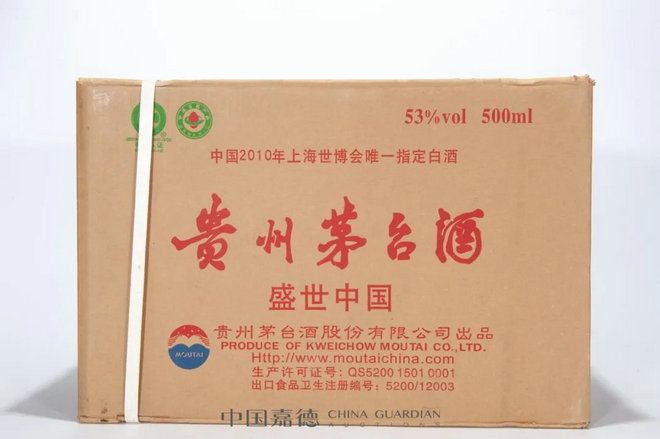 53%vol 500ml
中国2010年上海世博会唯一指定白酒
贵州茅台酒
盛世中国
MOUTAI
贵州茅台酒股份有限公司出品
PRODUCE OF KWEICHOW MOUTAI CO.,LTD.
Http://www.moutaichina.com
生产许可证号：QS5200 1501 0001
出口食品卫生注册编号：5200/12003
中国嘉德 CHINA GUARDIAN
AUCTIONS